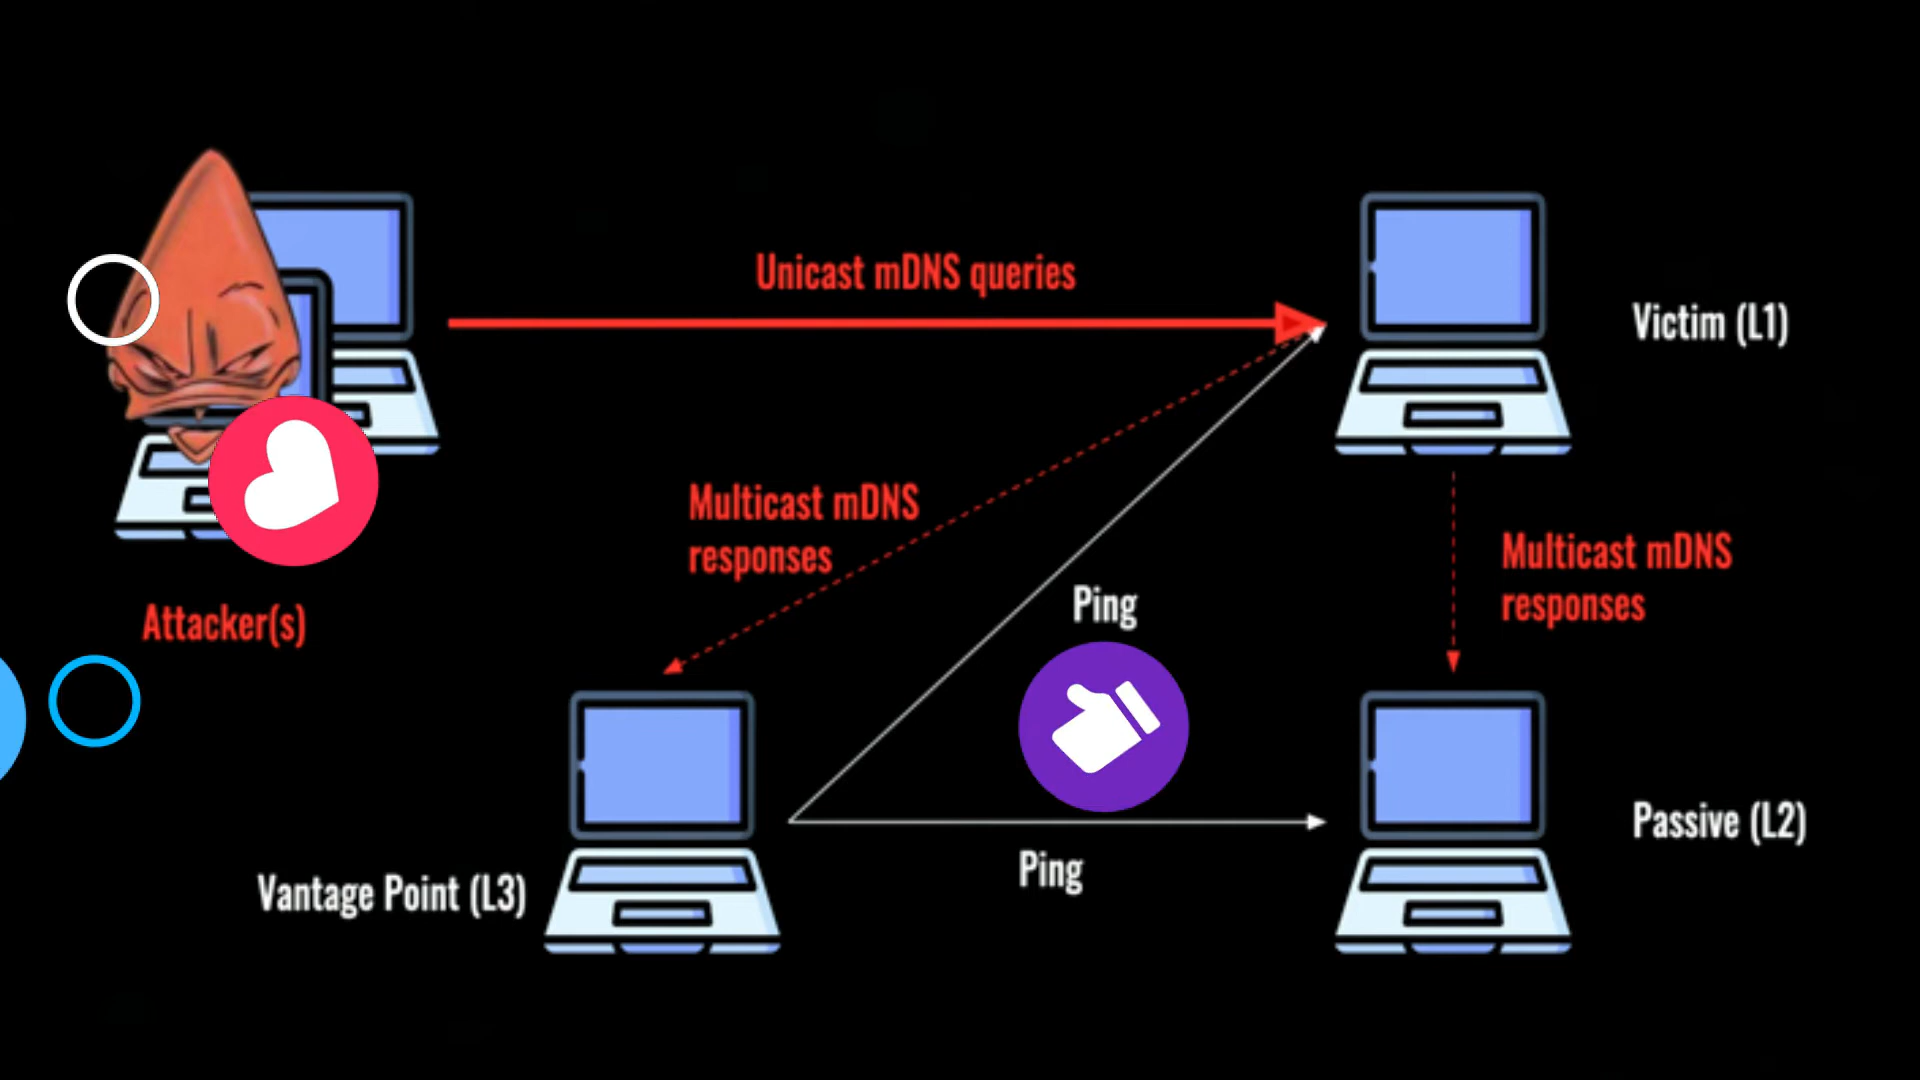 Unicast mDNS queries
Victim (L1)
Multicast mDNS
responses
Multicast mDNS
responses
Ping
Attacker(s)
Passive (L2)
Ping
Vantage Point (L3)